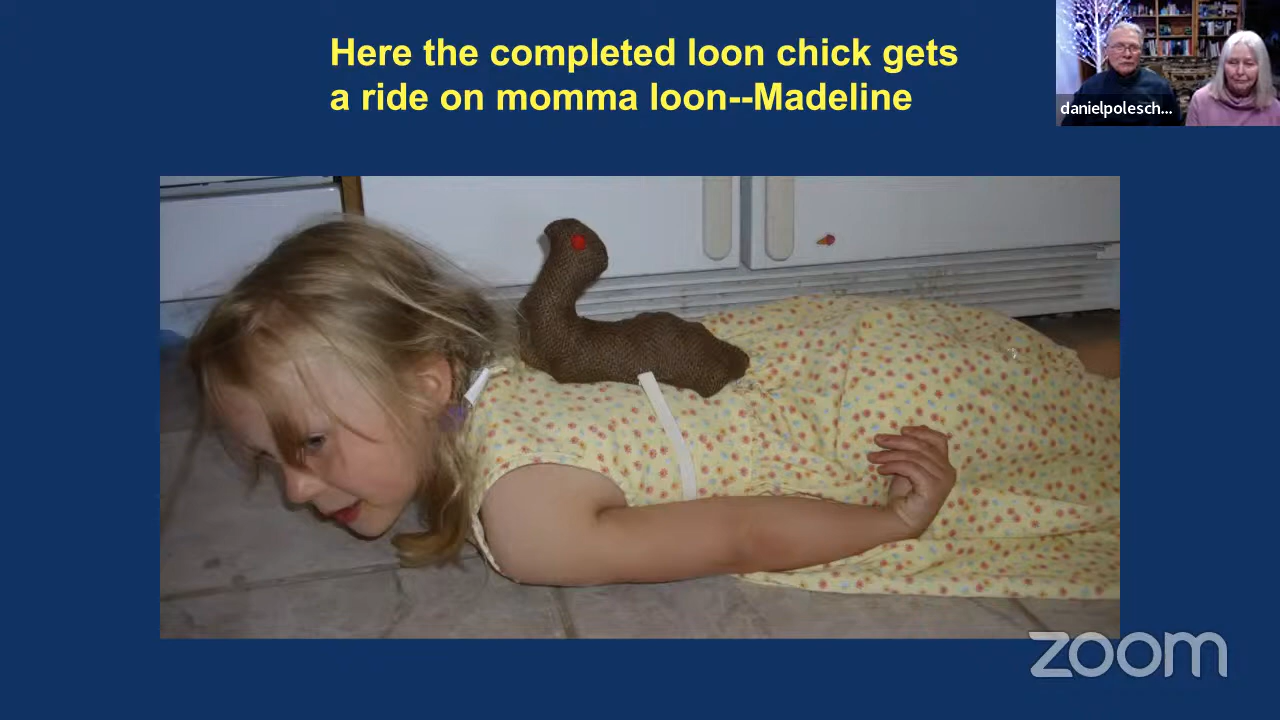 Here the completed loon chick gets
a ride on momma loon--Madeline
danielpolesch...
zoom